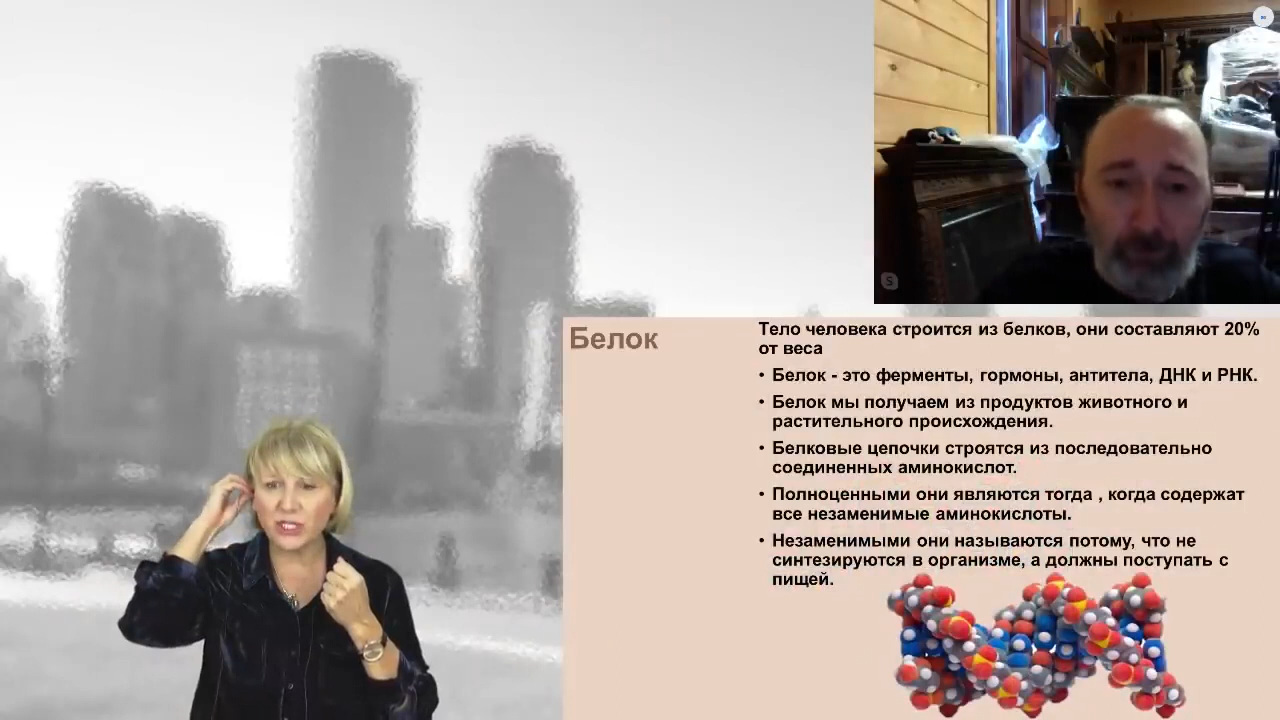 Белок
Тело человека строится из белков, они составляют 20%
от веса
• Белок - это ферменты, гормоны, антитела, ДНК и РНК.
• Белок мы получаем из продуктов животного и
растительного происхождения.
• Белковые цепочки строятся из последовательно
соединенных аминокислот.
• Полноценными они являются тогда , когда содержат
все незаменимые аминокислоты.
• Незаменимыми они называются потому, что не
синтезируются в организме, а должны поступать с
пищей.